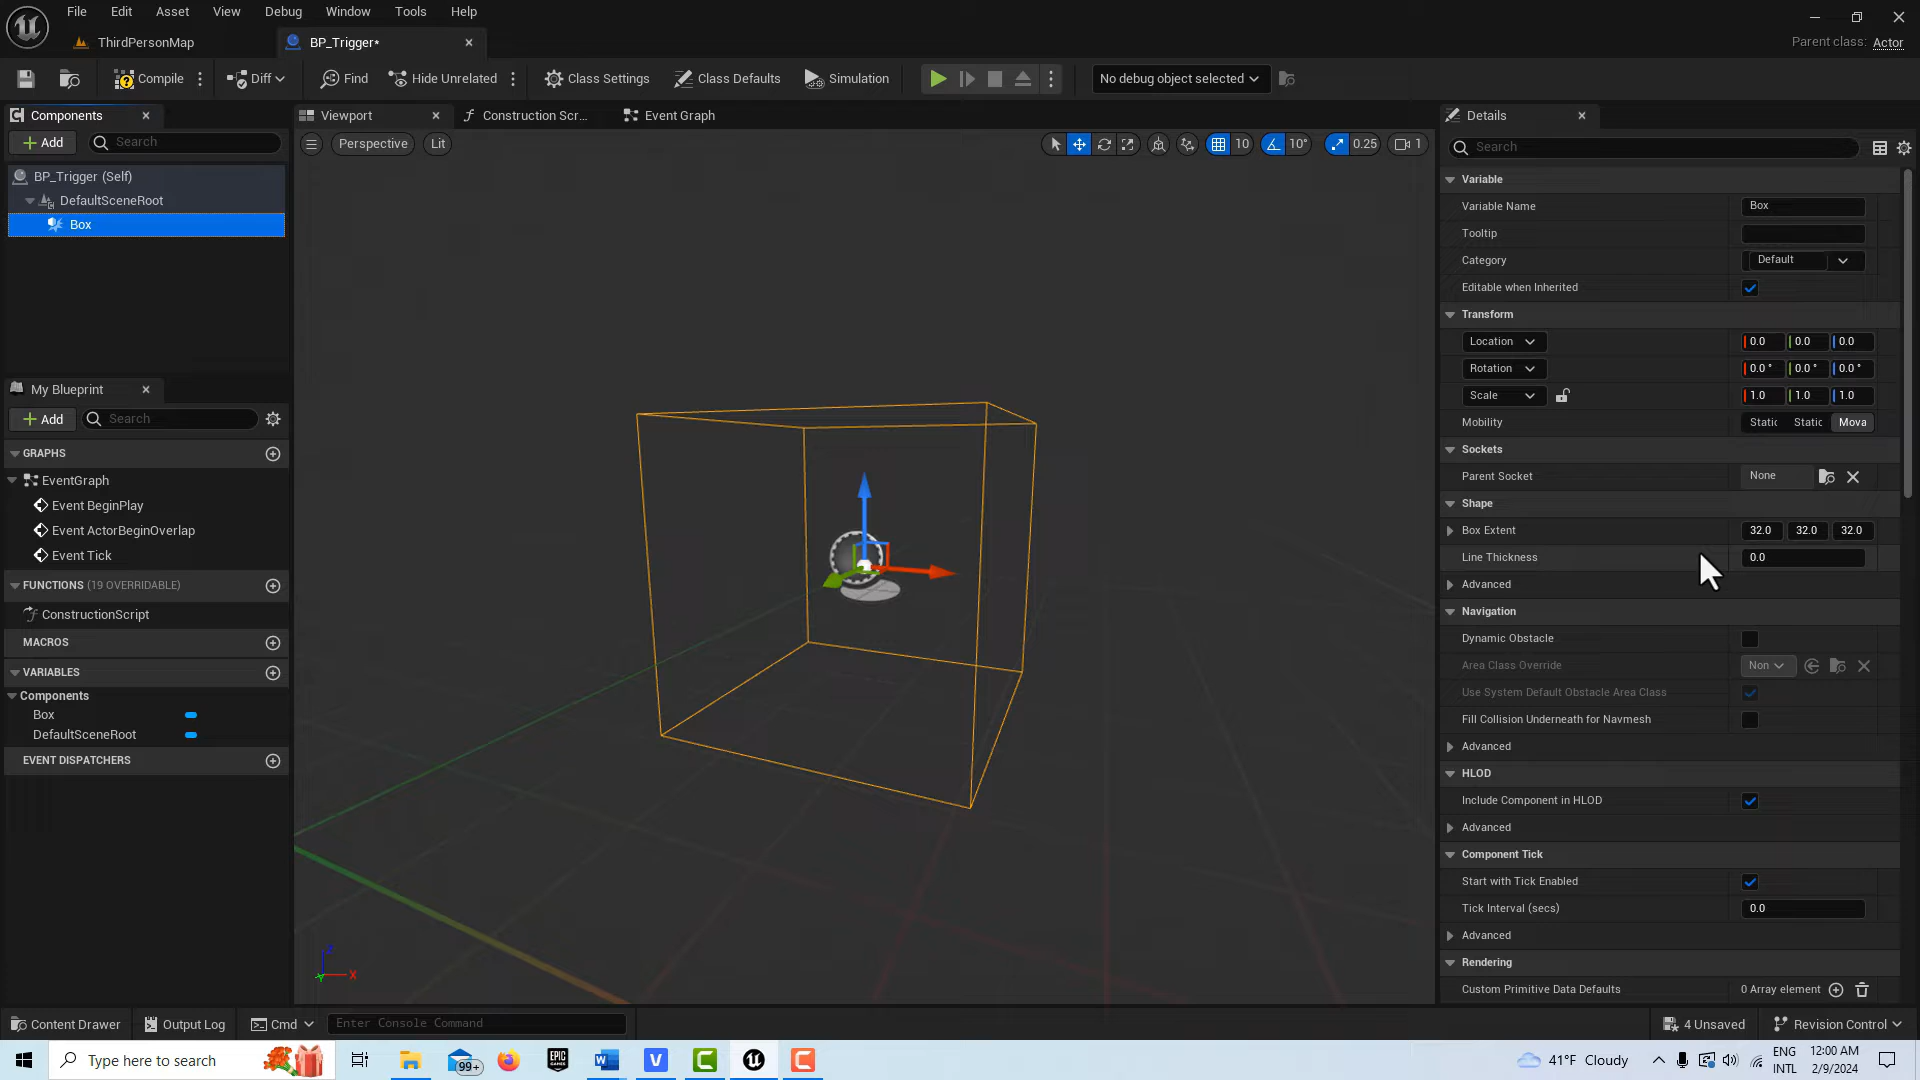 File Edit Asset View Debug Window Tools Help
ThirdPersonMap
BP_Trigger*
Parent class: Actor
Compile
Diff
Find
Hide Unrelated
Class Settings
Class Defaults
Simulation
No debug object selected
Components
Viewport
Construction Scr...
Event Graph
Details
Add
Search
Perspective
Lit
10
10°
0.25
1
Search
BP_Trigger (Self)
DefaultSceneRoot
Box
My Blueprint
Add
Search
GRAPHS
EventGraph
Event BeginPlay
Event ActorBeginOverlap
Event Tick
FUNCTIONS (19 OVERRIDABLE)
ConstructionScript
MACROS
VARIABLES
Components
Box
DefaultSceneRoot
EVENT DISPATCHERS
Z
X
Y
Variable
Variable Name Box
Tooltip
Category Default
Editable when Inherited
Transform
Location 0.0 0.0 0.0
Rotation 0.0 ° 0.0 ° 0.0 °
Scale 1.0 1.0 1.0
Mobility Static Static Mova
Sockets
Parent Socket None
Shape
Box Extent 32.0 32.0 32.0
Line Thickness 0.0
Advanced
Navigation
Dynamic Obstacle
Area Class Override Non
Use System Default Obstacle Area Class
Fill Collision Underneath for Navmesh
Advanced
HLOD
Include Component in HLOD
Advanced
Component Tick
Start with Tick Enabled
Tick Interval (secs) 0.0
Advanced
Rendering
Custom Primitive Data Defaults 0 Array element
Content Drawer
Output Log
Cmd
Enter Console Command
4 Unsaved
Revision Control
Type here to search
99+
EPIC GAMES
41°F Cloudy
ENG
INTL
12:00 AM
2/9/2024